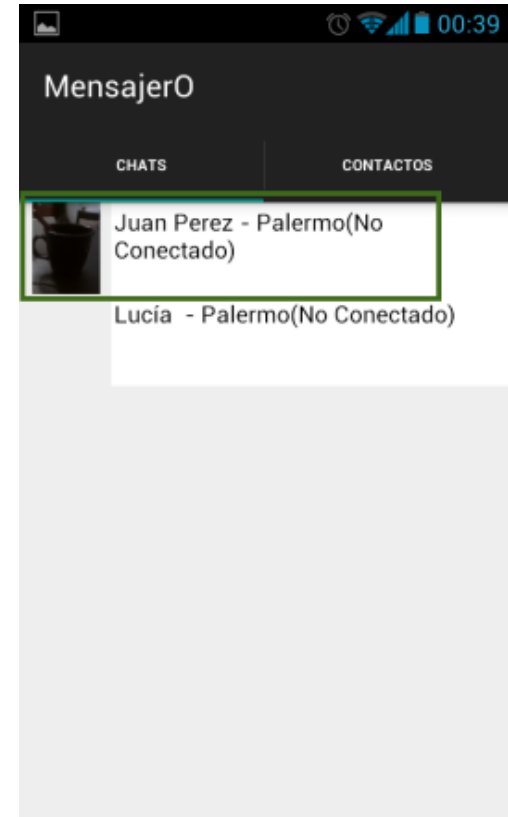 00:39
MensajerO
CHATS CONTACTOS
Juan Perez - Palermo(No
Conectado)
Lucía - Palermo(No Conectado)